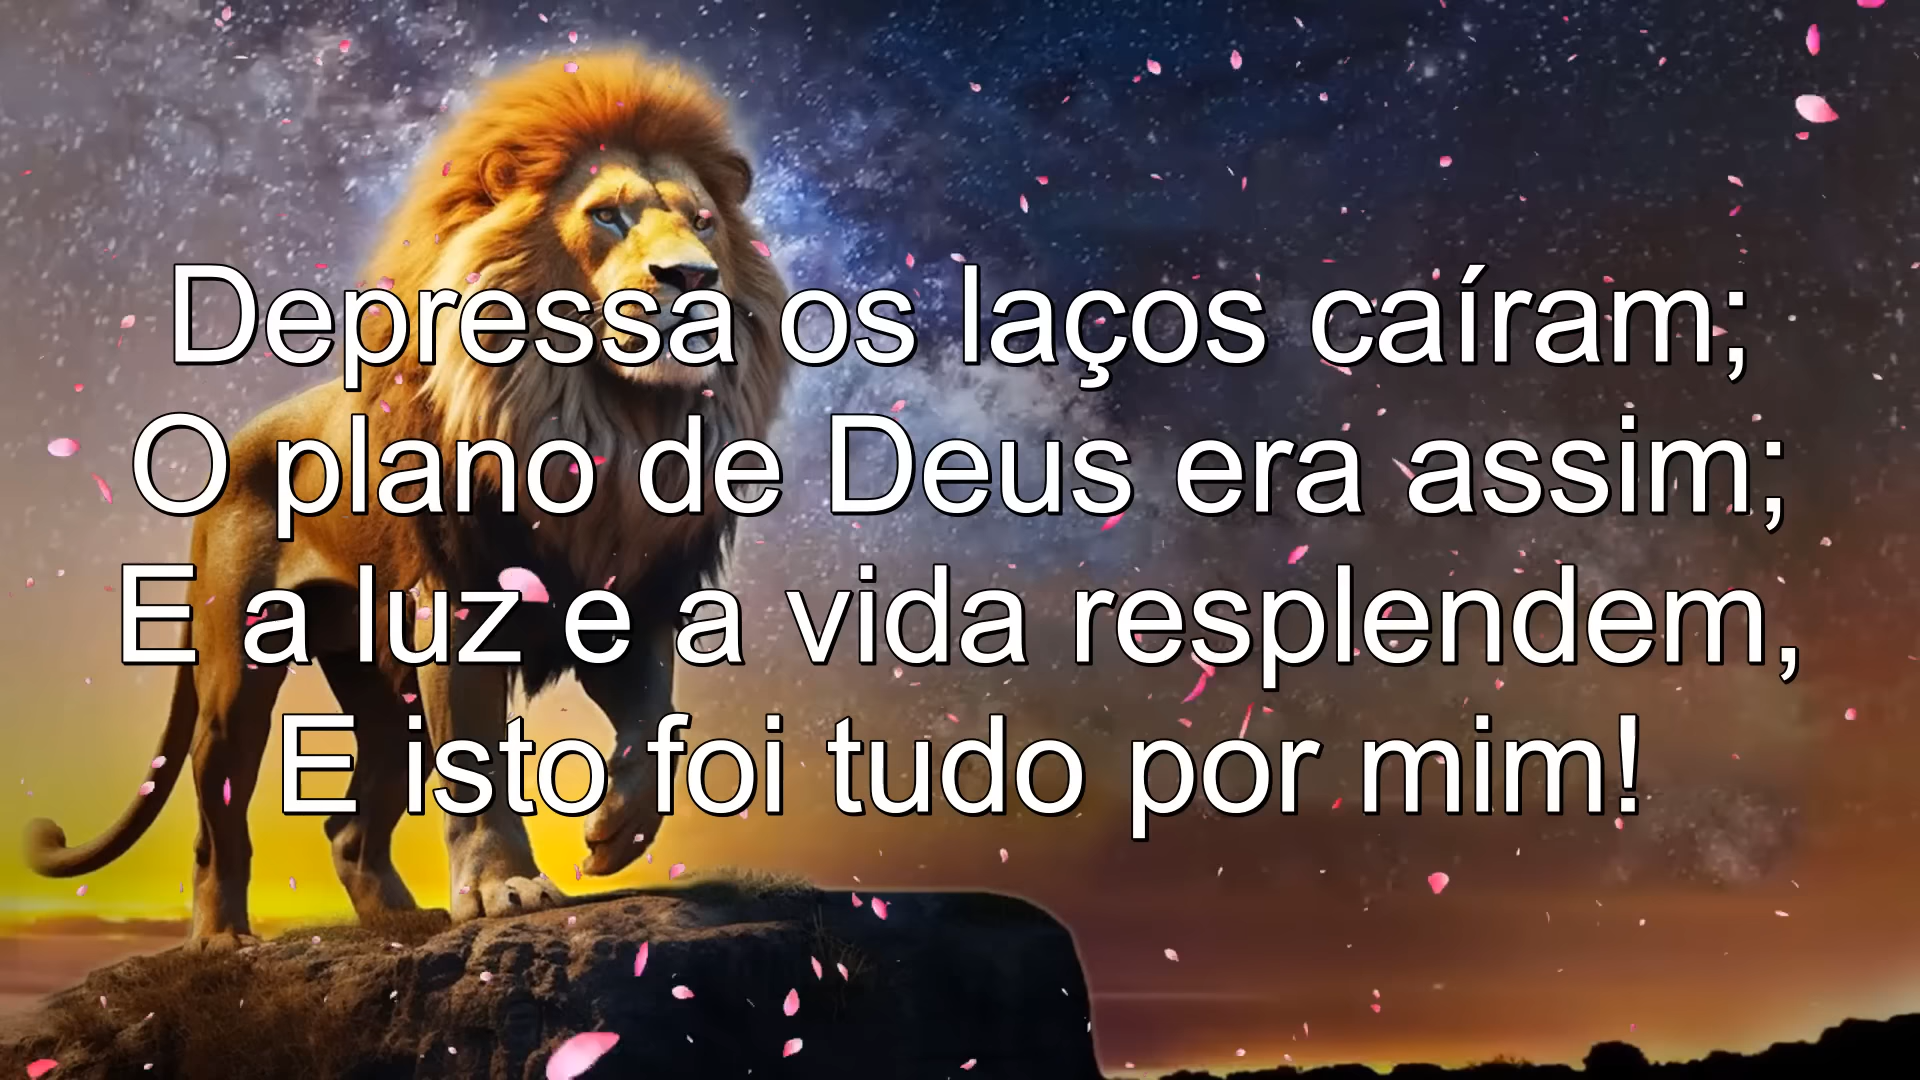 Depressa os laços caíram;
O plano de Deus era assim;
E a luz e a vida resplendem,
E isto foi tudo por mim!